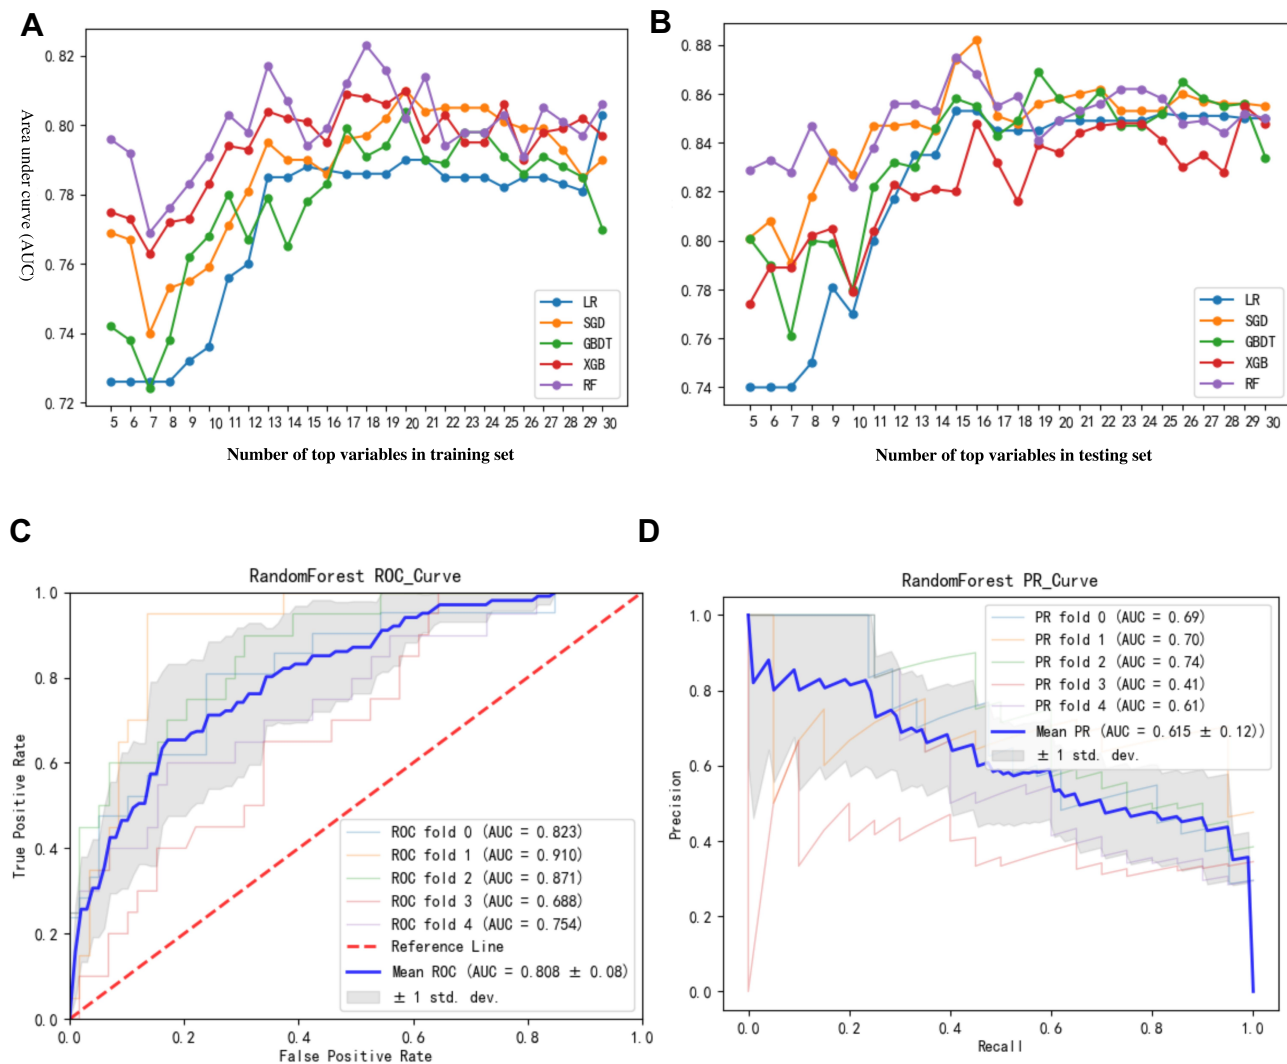 A
0.82
0.80
0.78
0.76
0.74
0.72
Area under curve (AUC)
LR
SGD
GBDT
XGB
RF
5 6 7 8 9 10 11 12 13 14 15 16 17 18 19 20 21 22 23 24 25 26 27 28 29 30
Number of top variables in training set
B
0.88
0.86
0.84
0.82
0.80
0.78
0.76
0.74
LR
SGD
GBDT
XGB
RF
5 6 7 8 9 10 11 12 13 14 15 16 17 18 19 20 21 22 23 24 25 26 27 28 29 30
Number of top variables in testing set
C
RandomForest ROC_Curve
1.0
0.8
0.6
0.4
0.2
0.0
True Positive Rate
ROC fold 0 (AUC = 0.823)
ROC fold 1 (AUC = 0.910)
ROC fold 2 (AUC = 0.871)
ROC fold 3 (AUC = 0.688)
ROC fold 4 (AUC = 0.754)
Reference Line
Mean ROC (AUC = 0.808 ± 0.08)
± 1 std. dev.
0.0 0.2 0.4 0.6 0.8 1.0
False Positive Rate
D
RandomForest PR_Curve
1.0
0.8
0.6
0.4
0.2
0.0
Precision
PR fold 0 (AUC = 0.69)
PR fold 1 (AUC = 0.70)
PR fold 2 (AUC = 0.74)
PR fold 3 (AUC = 0.41)
PR fold 4 (AUC = 0.61)
Mean PR (AUC = 0.615 ± 0.12))
± 1 std. dev.
0.0 0.2 0.4 0.6 0.8 1.0
Recall